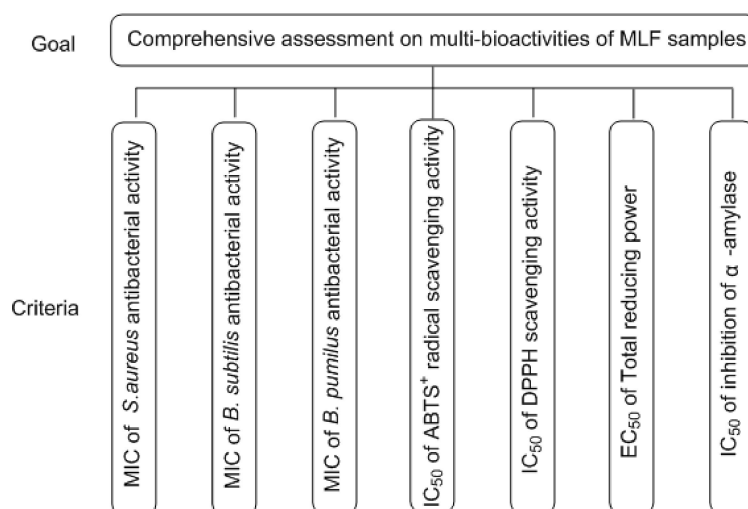 Goal
Comprehensive assessment on multi-bioactivities of MLF samples
Criteria
MIC of S.aureus antibacterial activity
MIC of B. subtilis antibacterial activity
MIC of B. pumilus antibacterial activity
IC50 of ABTS+ radical scavenging activity
IC50 of DPPH scavenging activity
EC50 of Total reducing power
IC50 of inhibition of α -amylase